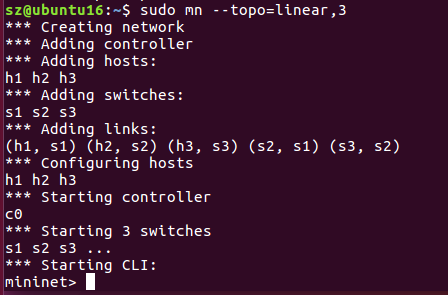 sz@ubuntu16:~$ sudo mn --topo=linear,3
*** Creating network
*** Adding controller
*** Adding hosts:
h1 h2 h3
*** Adding switches:
s1 s2 s3
*** Adding links:
(h1, s1) (h2, s2) (h3, s3) (s2, s1) (s3, s2)
*** Configuring hosts
h1 h2 h3
*** Starting controller
c0
*** Starting 3 switches
s1 s2 s3 ...
*** Starting CLI:
mininet>